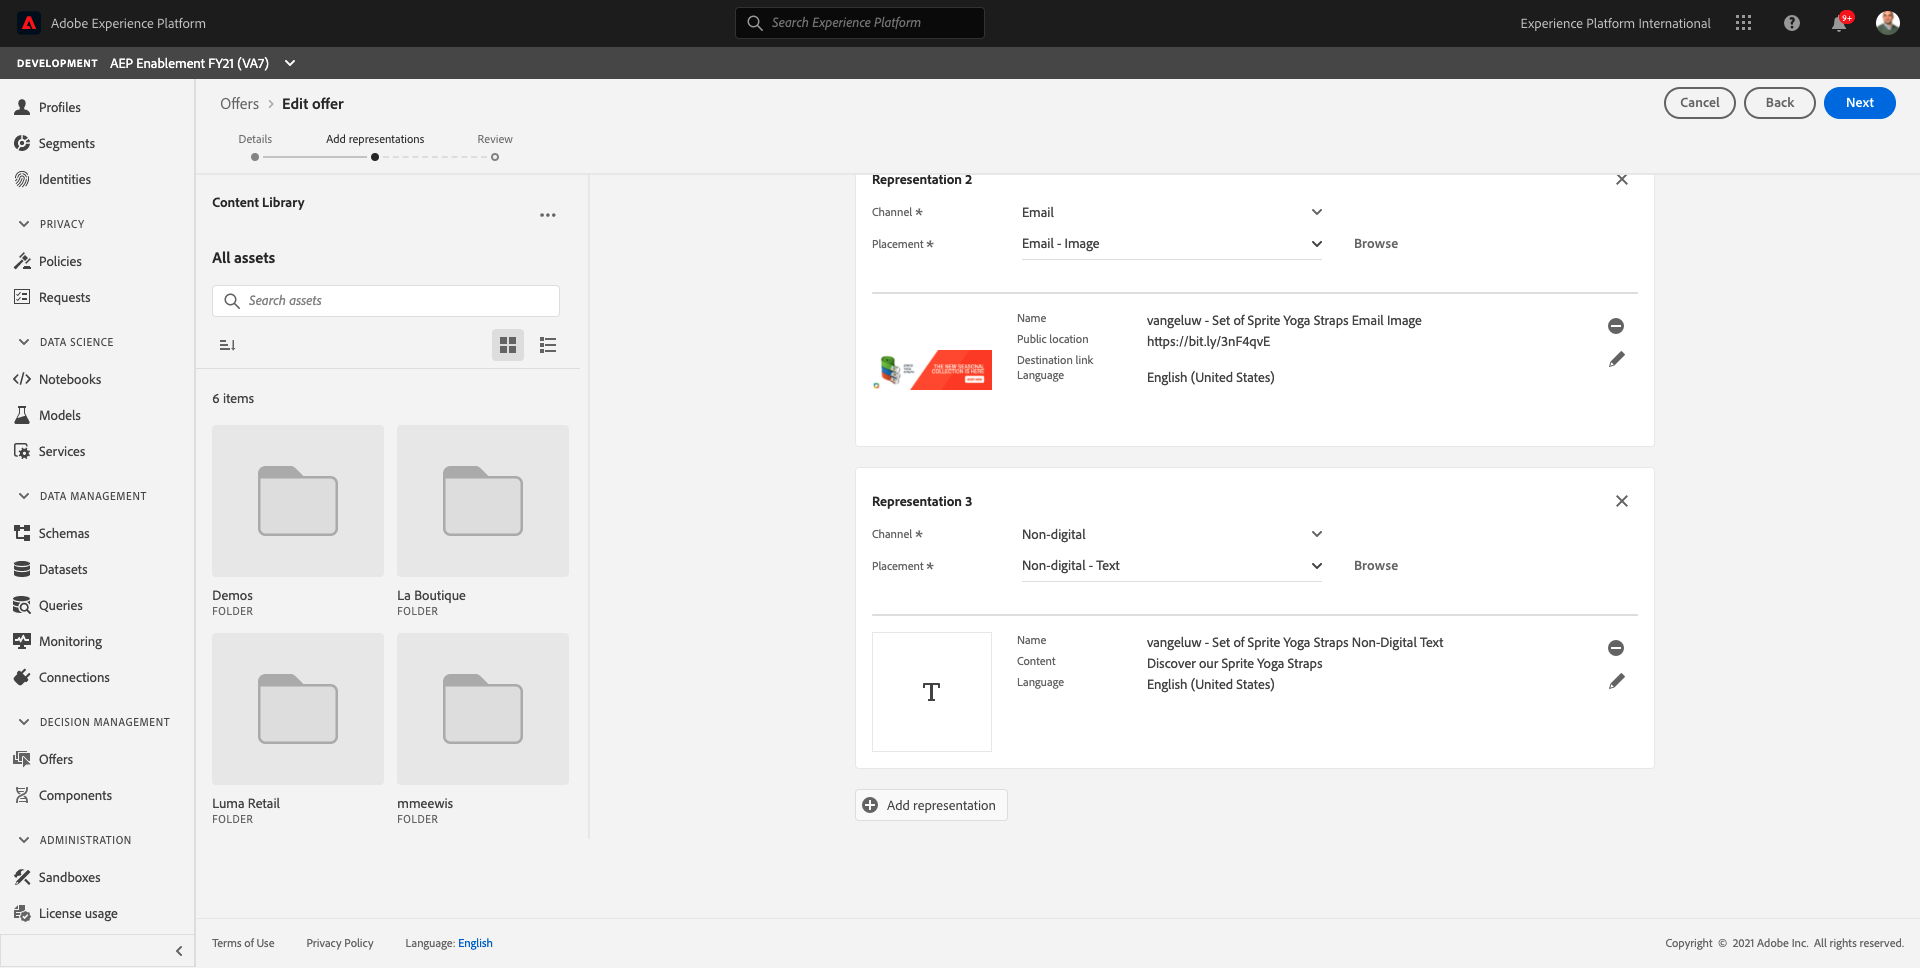 Adobe Experience Platform
Search Experience Platform
Experience Platform International
9+
DEVELOPMENT AEP Enablement FY21 (VA7)
Profiles
Segments
Identities
PRIVACY
Policies
Requests
DATA SCIENCE
Notebooks
Models
Services
DATA MANAGEMENT
Schemas
Datasets
Queries
Monitoring
Connections
DECISION MANAGEMENT
Offers
Components
ADMINISTRATION
Sandboxes
License usage
Offers > Edit offer
Cancel
Back
Next
Details
Add representations
Review
Content Library
All assets
Search assets
6 items
Demos
FOLDER
La Boutique
FOLDER
Luma Retail
FOLDER
mmeewis
FOLDER
Representation 2
Channel * Email
Placement * Email - Image Browse
THE NEW SEASONAL
COLLECTION IS HERE
Name vangeluw - Set of Sprite Yoga Straps Email Image
Public location https://bit.ly/3nF4qvE
Destination link
Language English (United States)
Representation 3
Channel * Non-digital
Placement * Non-digital - Text Browse
T
Name vangeluw - Set of Sprite Yoga Straps Non-Digital Text
Content Discover our Sprite Yoga Straps
Language English (United States)
Add representation
Terms of Use Privacy Policy Language: English
Copyright © 2021 Adobe Inc. All rights reserved.